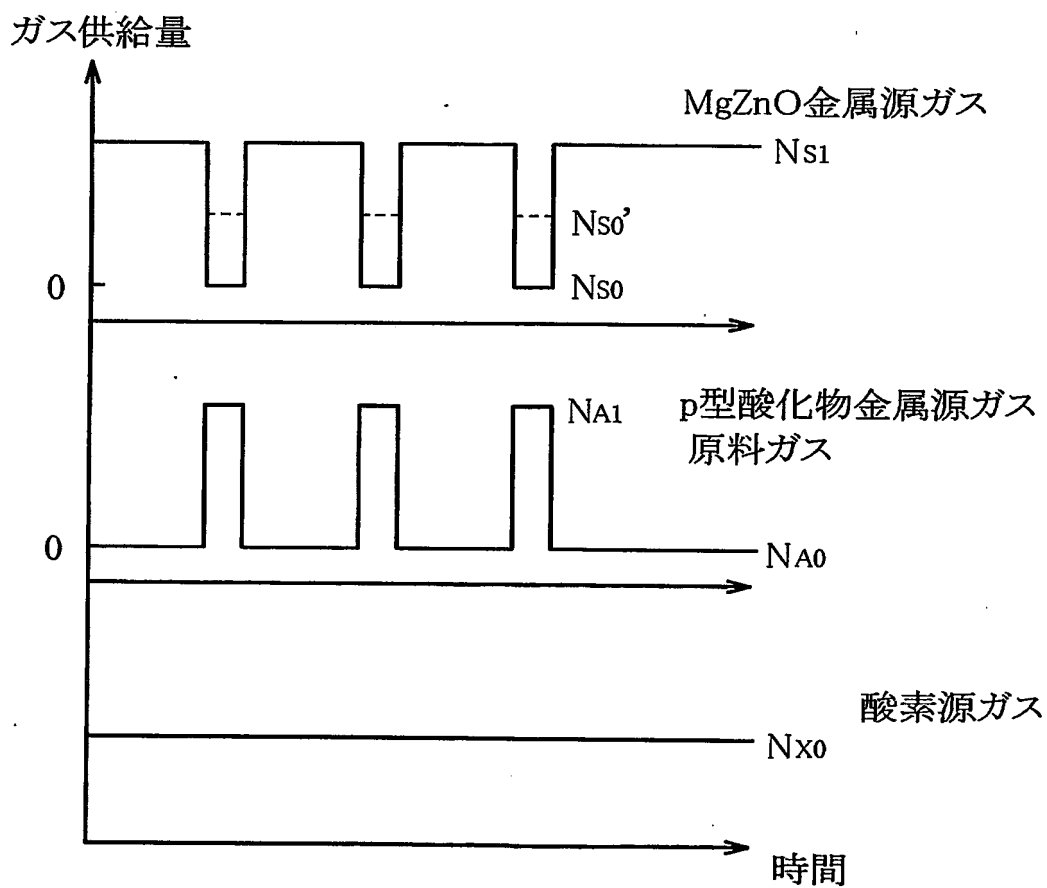 ガス供給量
MgZnO金属源ガス
NS1
NS0’
0
NS0
NA1
p型酸化物金属源ガス
原料ガス
0
NA0
酸素源ガス
NX0
時間